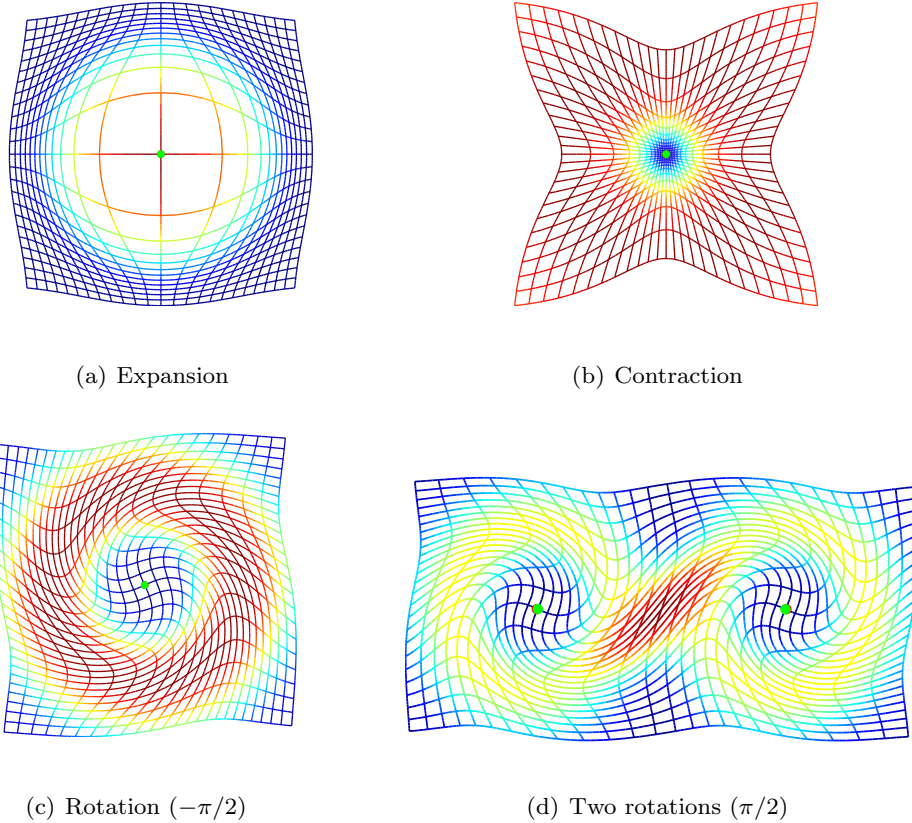 (a) Expansion
(b) Contraction
(c) Rotation (−π/2)
(d) Two rotations (π/2)